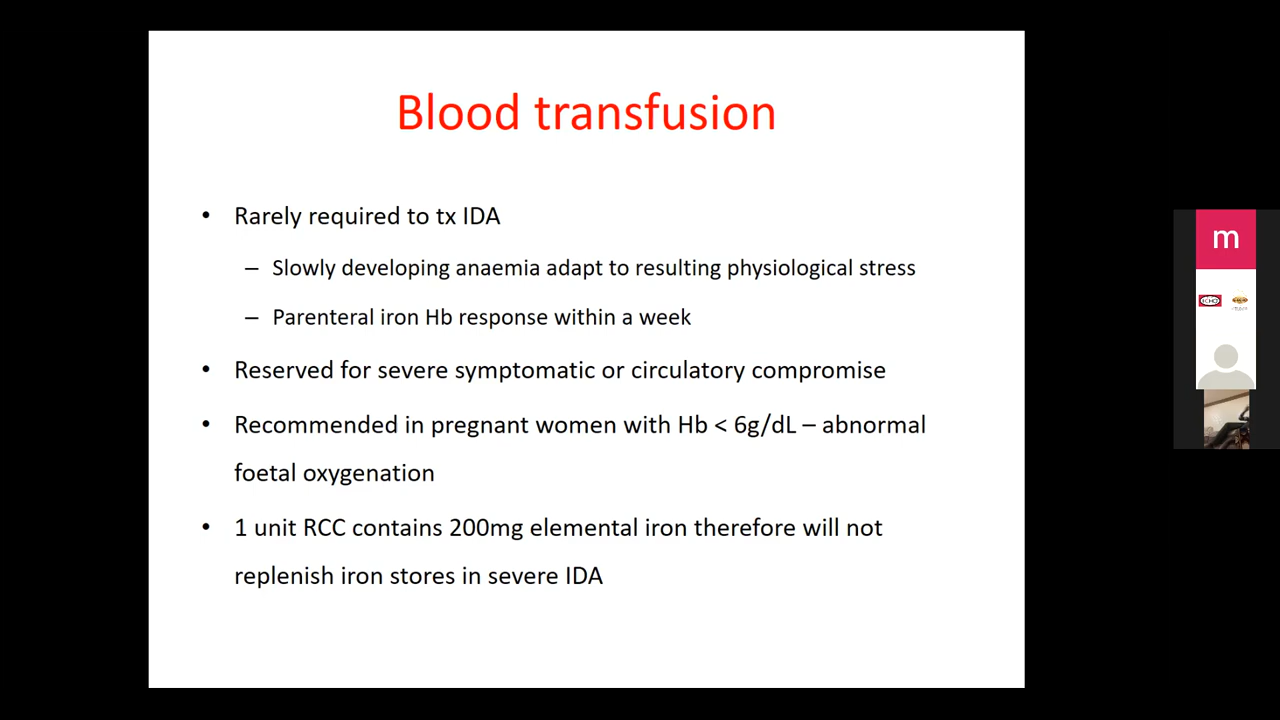 Blood transfusion
• Rarely required to tx IDA
– Slowly developing anaemia adapt to resulting physiological stress
– Parenteral iron Hb response within a week
• Reserved for severe symptomatic or circulatory compromise
• Recommended in pregnant women with Hb < 6g/dL – abnormal
foetal oxygenation
• 1 unit RCC contains 200mg elemental iron therefore will not
replenish iron stores in severe IDA
m